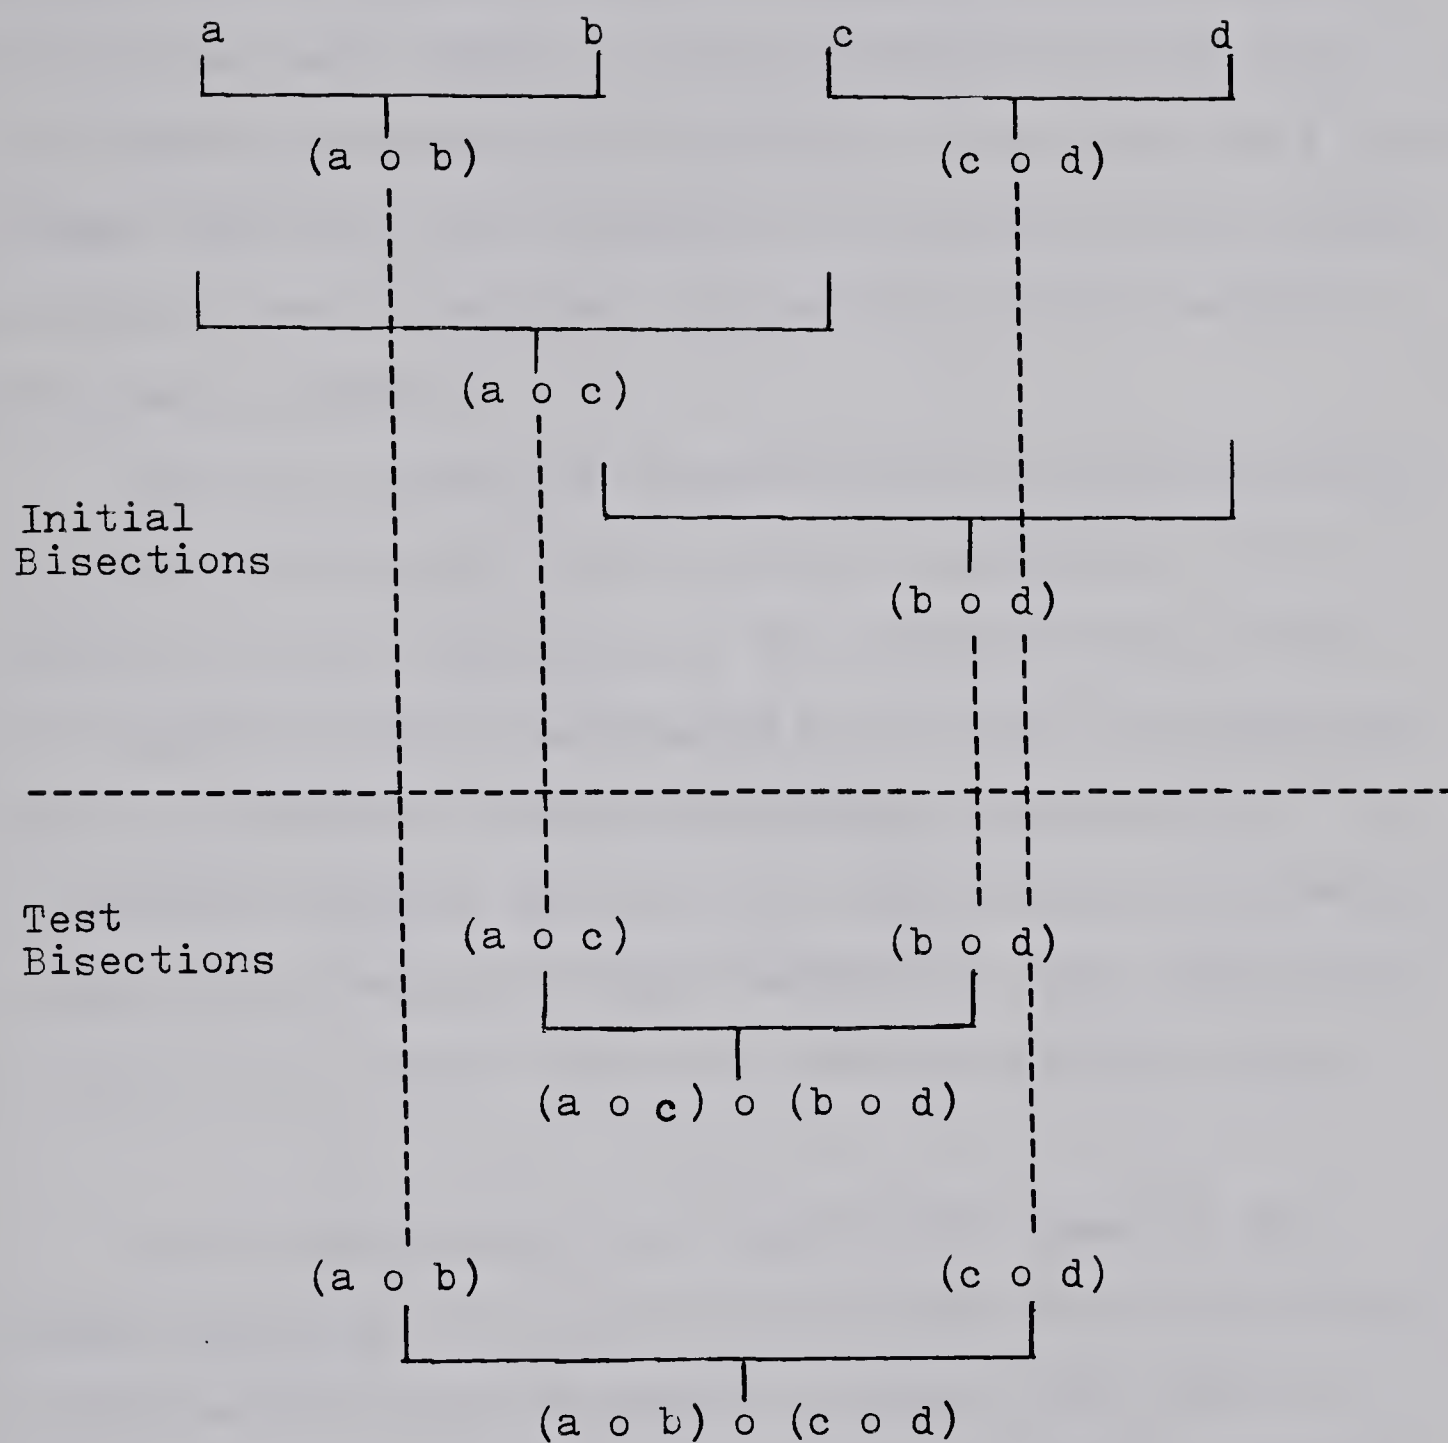 a b c d
(a o b) (c o d)
(a o c)
Initial
Bisections
(b o d)
Test
Bisections
(a o c) (b o d)
(a o c) o (b o d)
(a o b) (c o d)
(a o b) o (c o d)